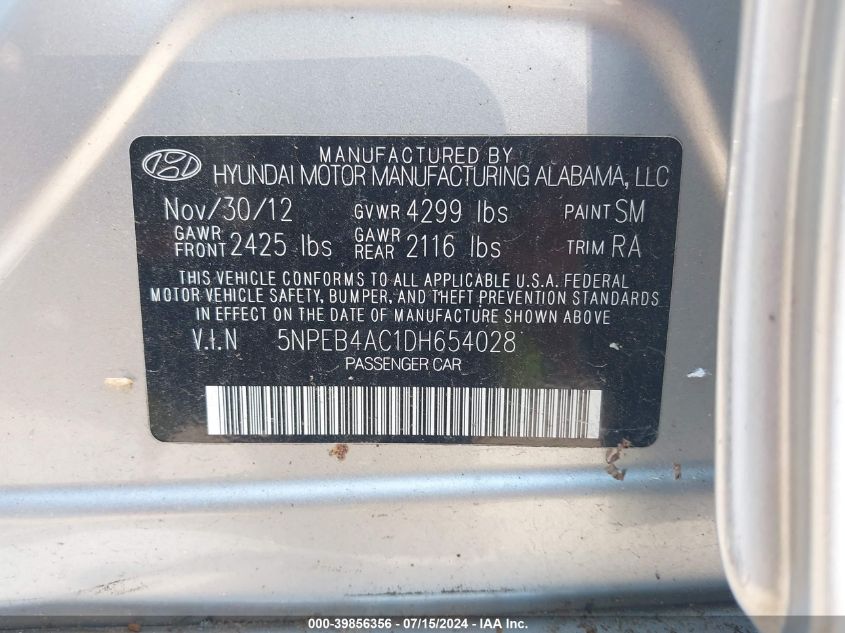 MANUFACTURED BY
HYUNDAI MOTOR MANUFACTURING ALABAMA, LLC
Nov/30/12 GVWR 4299 lbs PAINT SM
GAWR FRONT 2425 lbs GAWR REAR 2116 lbs TRIM RA
THIS VEHICLE CONFORMS TO ALL APPLICABLE U.S.A. FEDERAL
MOTOR VEHICLE SAFETY, BUMPER, AND THEFT PREVENTION STANDARDS
IN EFFECT ON THE DATE OF MANUFACTURE SHOWN ABOVE.
V.I.N 5NPEB4AC1DH654028
PASSENGER CAR
000-39856356 - 07/15/2024 - IAAI.COM